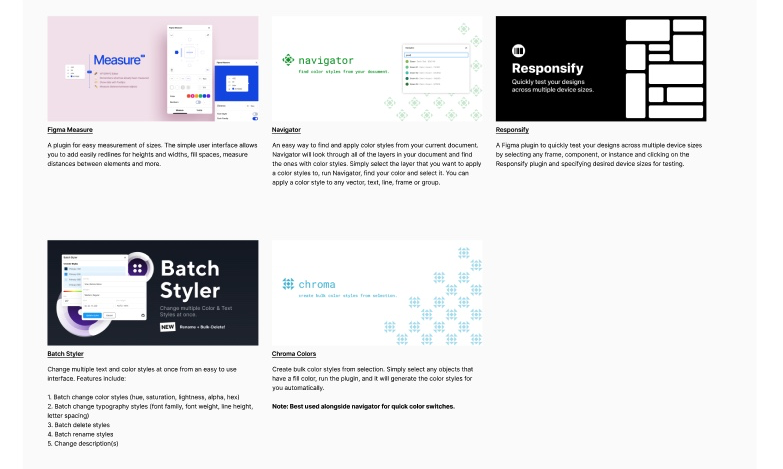 Measure
navigator
find color styles from your document.
Responsify
Quickly test your designs
across multiple device sizes.
Figma Measure
A plugin for easy measurement of sizes. The simple user interface allows
you to add easily redlines for heights and widths, fill spaces, measure
distances between elements and more.
Navigator
An easy way to find and apply color styles from your current document.
Navigator will look through all of the layers in your document and find
the ones with color styles. Simply select the layer that you want to apply
a color styles to, run Navigator, find your color and select it. You can
apply a color style to any vector, text, line, frame or group.
Responsify
A Figma plugin to quickly test your designs across multiple device sizes
by selecting any frame, component, or instance and clicking on the
Responsify plugin and specifying desired device sizes for testing.
Batch
Styler
Change multiple Color & Text
Styles at once.
NEW Rename + Bulk-Delete!
chroma
create bulk color styles from selection.
Batch Styler
Change multiple text and color styles at once from an easy to use
interface. Features include:
1. Batch change color styles (hue, saturation, lightness, alpha, hex)
2. Batch change typography styles (font family, font weight, line height,
letter spacing)
3. Batch delete styles
4. Batch rename styles
5. Change description(s)
Chroma Colors
Create bulk color styles from selection. Simply select any objects that
have a fill color, run the plugin, and it will generate the color styles for
you automatically.
Note: Best used alongside navigator for quick color switches.